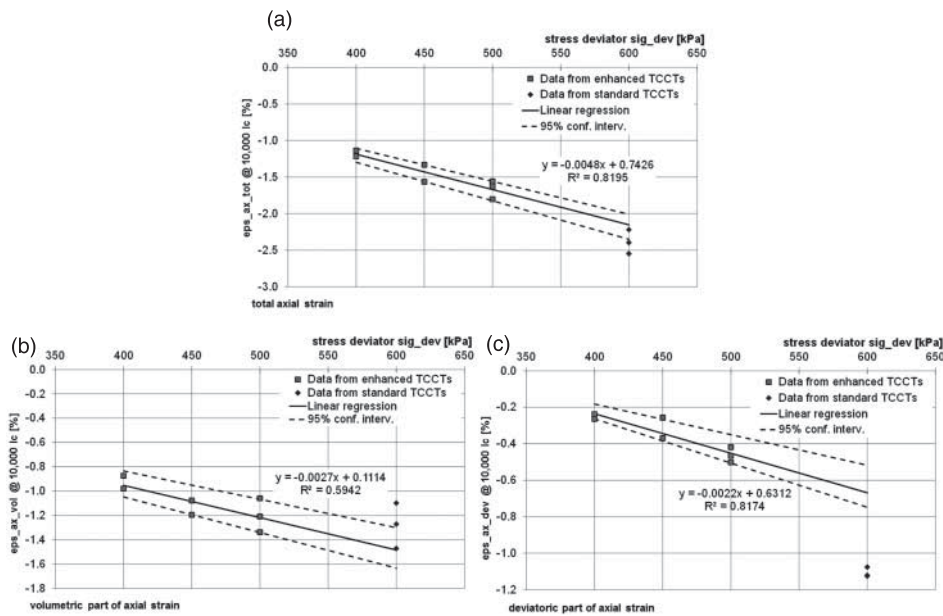 (a)
stress deviator sig_dev [kPa]
350 400 450 500 550 600 650
0.0
-0.5
-1.0
-1.5
-2.0
-2.5
-3.0
eps_ax_tot @ 10,000 lc [%]
Data from enhanced TCCTs
Data from standard TCCTs
Linear regression
95% conf. interv.
y = -0.0048x + 0.7426
R² = 0.8195
total axial strain
(b)
stress deviator sig_dev [kPa]
350 400 450 500 550 600 650
0.0
-0.2
-0.4
-0.6
-0.8
-1.0
-1.2
-1.4
-1.6
-1.8
eps_ax_vol @ 10,000 lc [%]
Data from enhanced TCCTs
Data from standard TCCTs
Linear regression
95% conf. interv.
y = -0.0027x + 0.1114
R² = 0.5942
volumetric part of axial strain
(c)
stress deviator sig_dev [kPa]
350 400 450 500 550 600 650
0.0
-0.2
-0.4
-0.6
-0.8
-1.0
-1.2
eps_ax_dev @ 10,000 lc [%]
Data from enhanced TCCTs
Data from standard TCCTs
Linear regression
95% conf. interv.
y = -0.0022x + 0.6312
R² = 0.8174
deviatoric part of axial strain